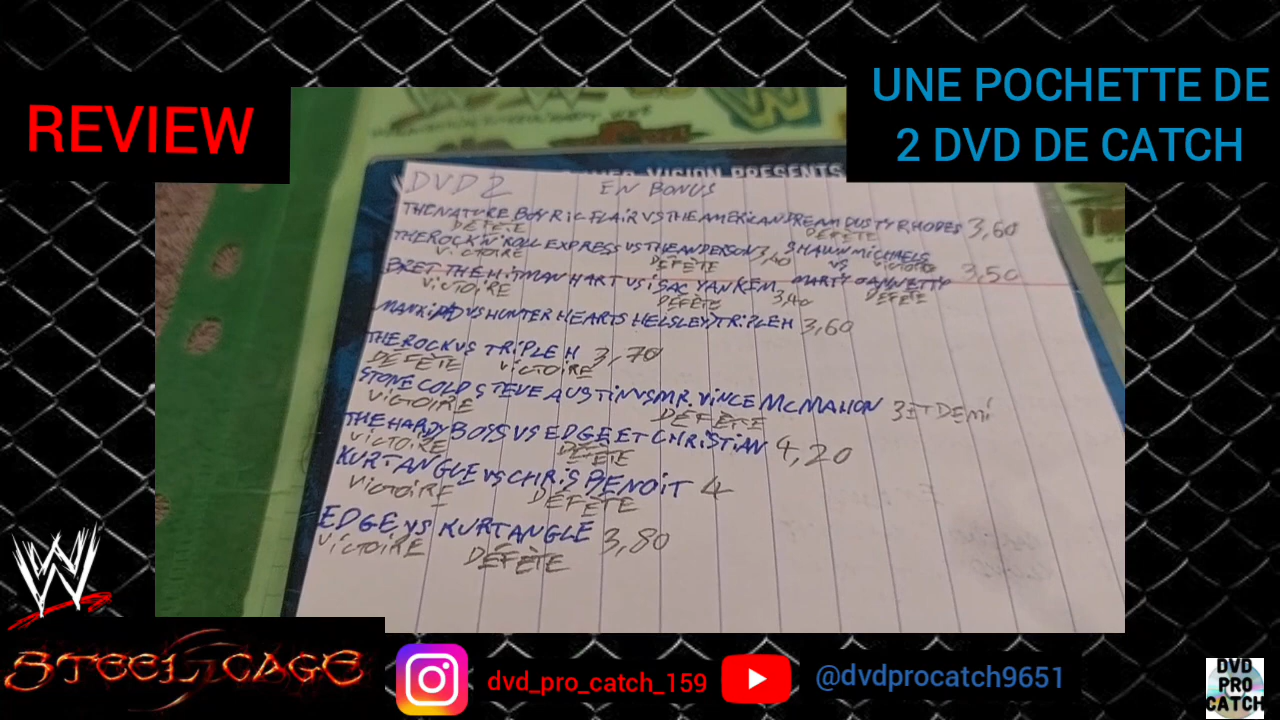 REVIEW
UNE POCHETTE DE
2 DVD DE CATCH
VISION PRESENTS
DVD 2 EN BONUS
THE NATURE BOY RIC FLAIR VS THE AMERICAN DREAM DUSTY RHODES 3,60
DÉFÈTE DÉFÈTE
THE ROCK'N'ROLL EXPRESS VS THE ANDERSON 3,40 SHAWN MICHAELS
VICTOIRE DÉFÈTE VS VICTOIRE
BRET THE HITMAN HART VS ISAC YANKEM MARTY JANNETTY 3,50
VICTOIRE DÉFÈTE 3,40 DÉFÈTE
VS HUNTER HEARTS HELSLEY) TRIPLE H 3,60
THE ROCK VS TRIPLE H 3,70
DÉFÈTE VICTOIRE
STONE COLD STEVE AUSTIN VS MR. VINCE MCMAHON 3 ET DEMI
VICTOIRE DÉFÈTE
THE HARDY BOYS VS EDGE ET CHRISTIAN 4,20
VICTOIRE DÉFÈTE
KURT ANGLE VS CHRIS BENOIT 4
VICTOIRE DÉFÈTE
EDGE VS KURT ANGLE 3,80
VICTOIRE DÉFÈTE
W
STEEL CAGE
dvd_pro_catch_159
@dvdprocatch9651
DVD
PRO
CATCH